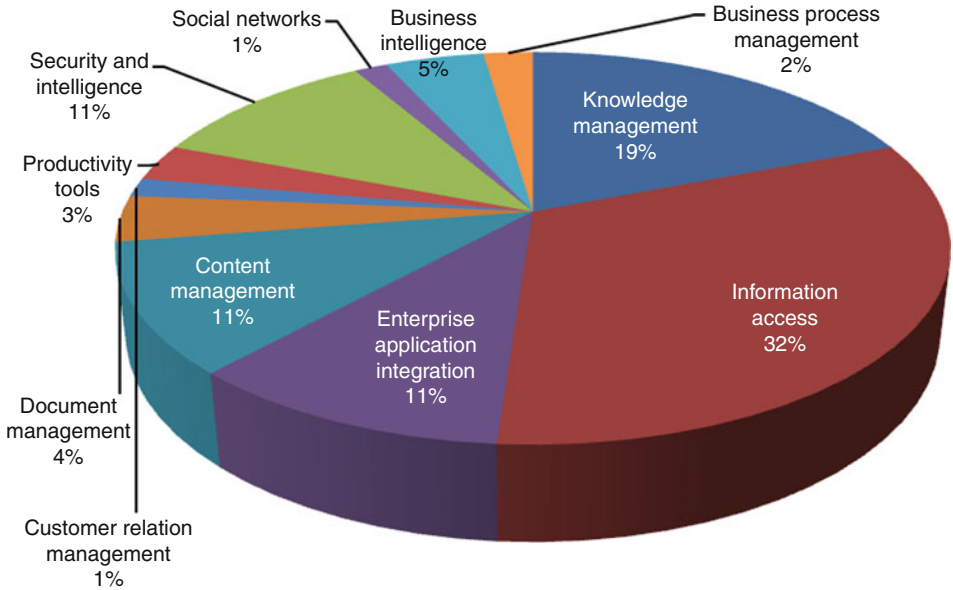 Social networks
1%
Business
intelligence
5%
Business process
management
2%
Security and
intelligence
11%
Knowledge
management
19%
Productivity
tools
3%
Content
management
11%
Enterprise
application
integration
11%
Information
access
32%
Document
management
4%
Customer relation
management
1%